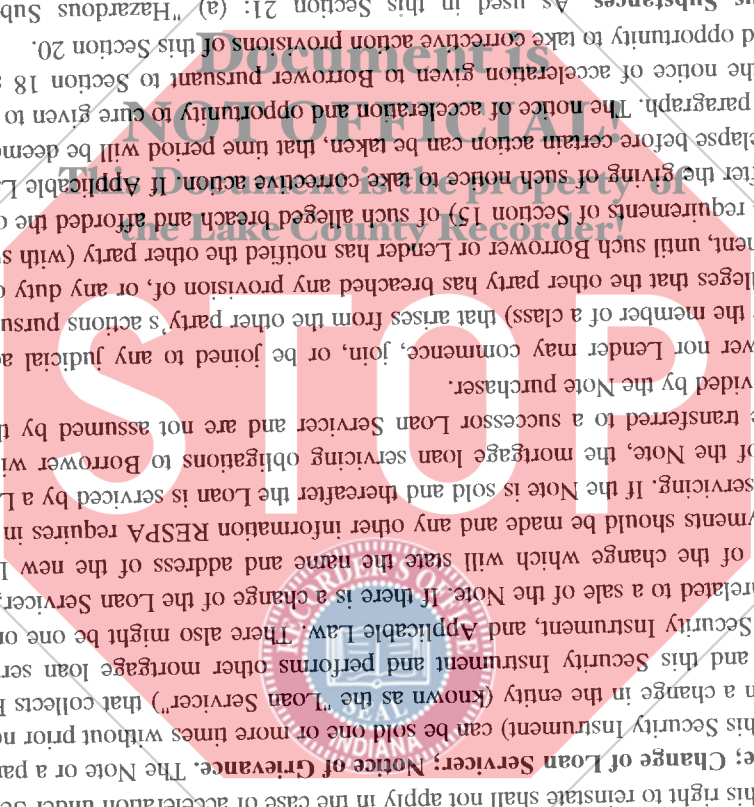 his right to reinstate shall not apply in the case of acceleration under Se
e; Change of Loan Servicer; Notice of Grievance. The Note or a par
his Security Instrument) can be sold one or more times without prior no
n a change in the entity (known as the "Loan Servicer") that collects P
and this Security Instrument and performs other mortgage loan ser
Security Instrument, and Applicable Law. There also might be one or
related to a sale of the Note. If there is a change of the Loan Servicer,
of the change which will state the name and address of the new L
yments should be made and any other information RESPA requires in
servicing. If the Note is sold and thereafter the Loan is serviced by a L
of the Note, the mortgage loan servicing obligations to Borrower wi
e transferred to a successor Loan Servicer and are not assumed by th
vided by the Note purchaser.
wer nor Lender may commence, join, or be joined to any judicial ac
r the member of a class) that arises from the other party's actions pursu
lleges that the other party has breached any provision of, or any duty o
ment, until such Borrower or Lender has notified the other party (with s
requirements of Section 15) of such alleged breach and afforded the o
fter the giving of such notice to take corrective action. If Applicable L
elapse before certain action can be taken, that time period will be deeme
paragraph. The notice of acceleration and opportunity to cure given to
he notice of acceleration given to Borrower pursuant to Section 18 s
d opportunity to take corrective action provisions of this Section 20.
us Substances. As used in this Section 21: (a) "Hazardous Sub
Document is
NOT OFFICIAL!
This Document is the property of
the Lake County Recorder!
STOP
RECORDER'S OFFICE
SEAL
INDIANA